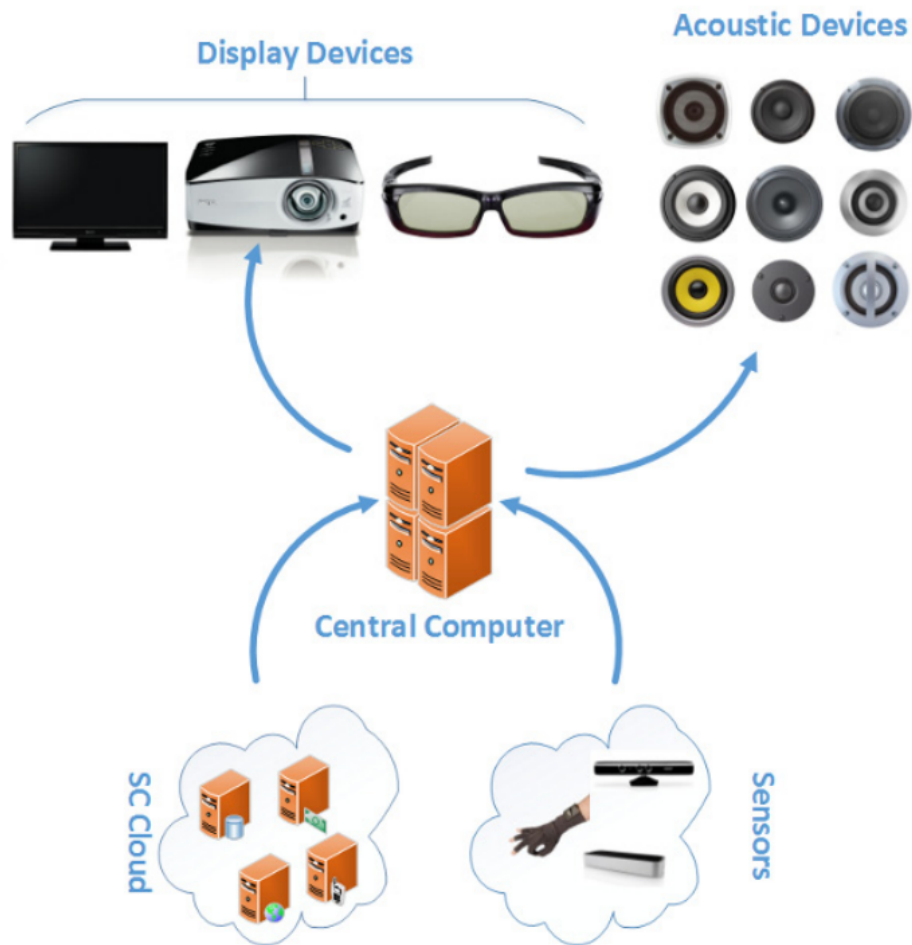 Acoustic Devices
Display Devices
Central Computer
SC Cloud
Sensors